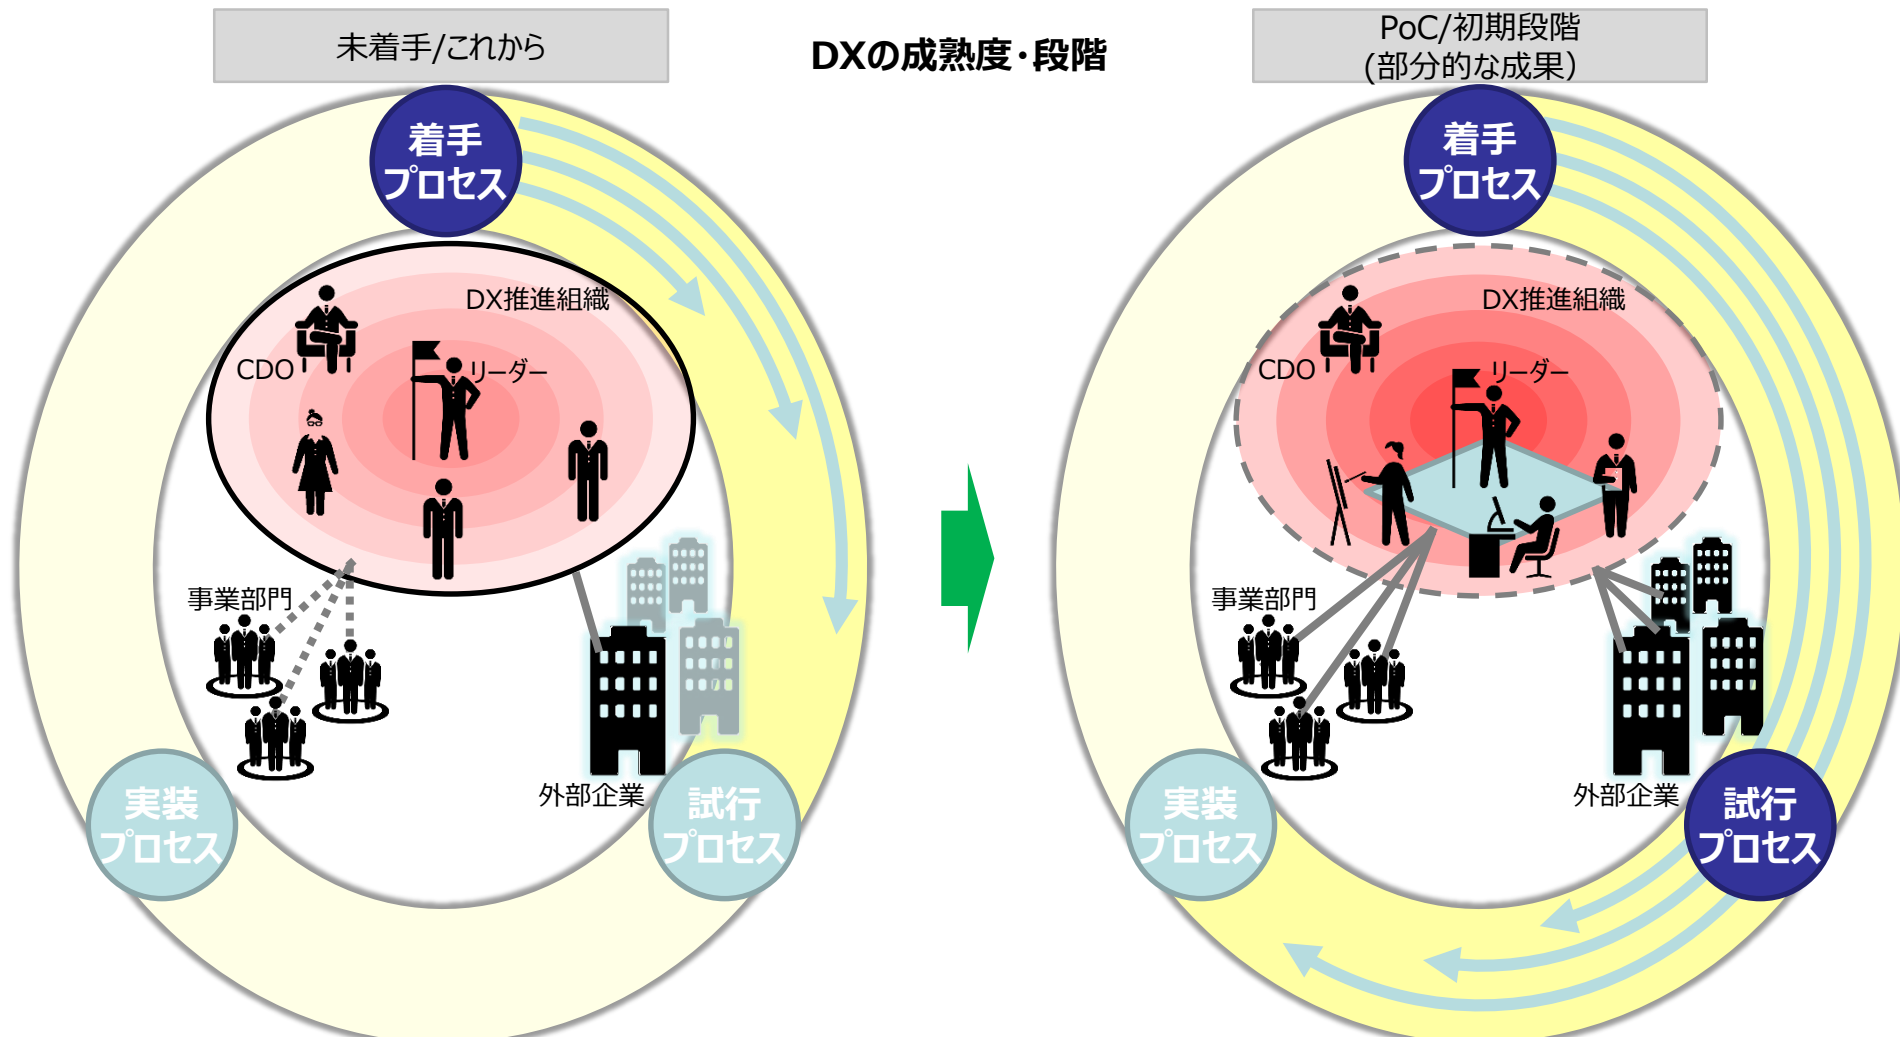 未着手/これから
DXの成熟度・段階
PoC/初期段階
(部分的な成果）
着手
プロセス
DX推進組織
CDO
リーダー
事業部門
外部企業
実装
プロセス
試行
プロセス
着手
プロセス
DX推進組織
CDO
リーダー
事業部門
外部企業
実装
プロセス
試行
プロセス